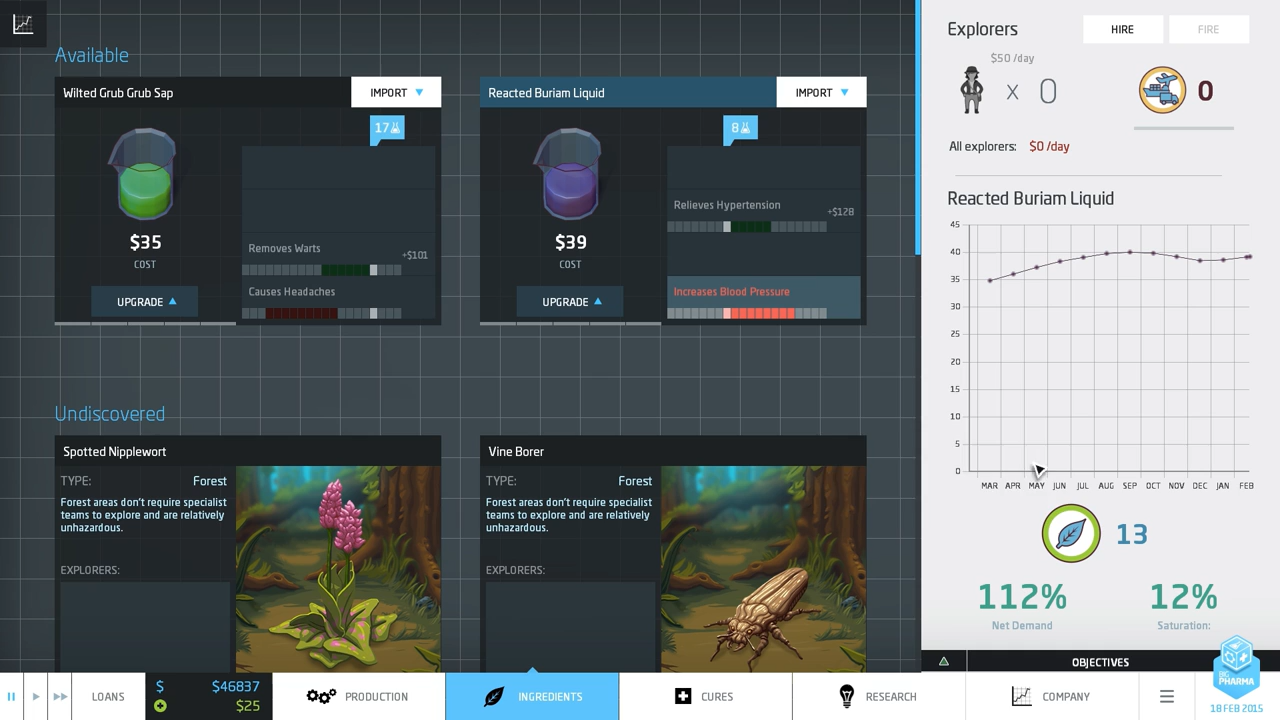 Available
Wilted Grub Grub Sap
IMPORT
17
$35
COST
UPGRADE
Removes Warts
+$101
Causes Headaches
Reacted Buriam Liquid
IMPORT
8
$39
COST
UPGRADE
Relieves Hypertension
+$128
Increases Blood Pressure
Undiscovered
Spotted Nipplewort
TYPE: Forest
Forest areas don't require specialist
teams to explore and are relatively
unhazardous.
EXPLORERS:
Vine Borer
TYPE: Forest
Forest areas don't require specialist
teams to explore and are relatively
unhazardous.
EXPLORERS:
Explorers
HIRE
FIRE
$50 /day
X 0
0
All explorers: $0 /day
Reacted Buriam Liquid
45
40
35
30
25
20
15
10
5
0
MAR APR MAY JUN JUL AUG SEP OCT NOV DEC JAN FEB
13
112%
Net Demand
12%
Saturation:
OBJECTIVES
LOANS
$ $46837
$25
PRODUCTION
INGREDIENTS
CURES
RESEARCH
COMPANY
BIG
PHARMA
18 FEB 2015